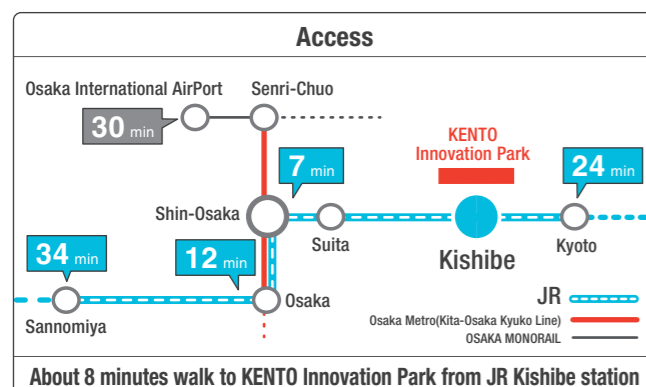 Access
Osaka International AirPort
Senri-Chuo
30 min
KENTO
Innovation Park
7 min
24 min
Shin-Osaka
Suita
Kishibe
Kyoto
34 min
12 min
Sannomiya
Osaka
JR
Osaka Metro(Kita-Osaka Kyuko Line)
OSAKA MONORAIL
About 8 minutes walk to KENTO Innovation Park from JR Kishibe station